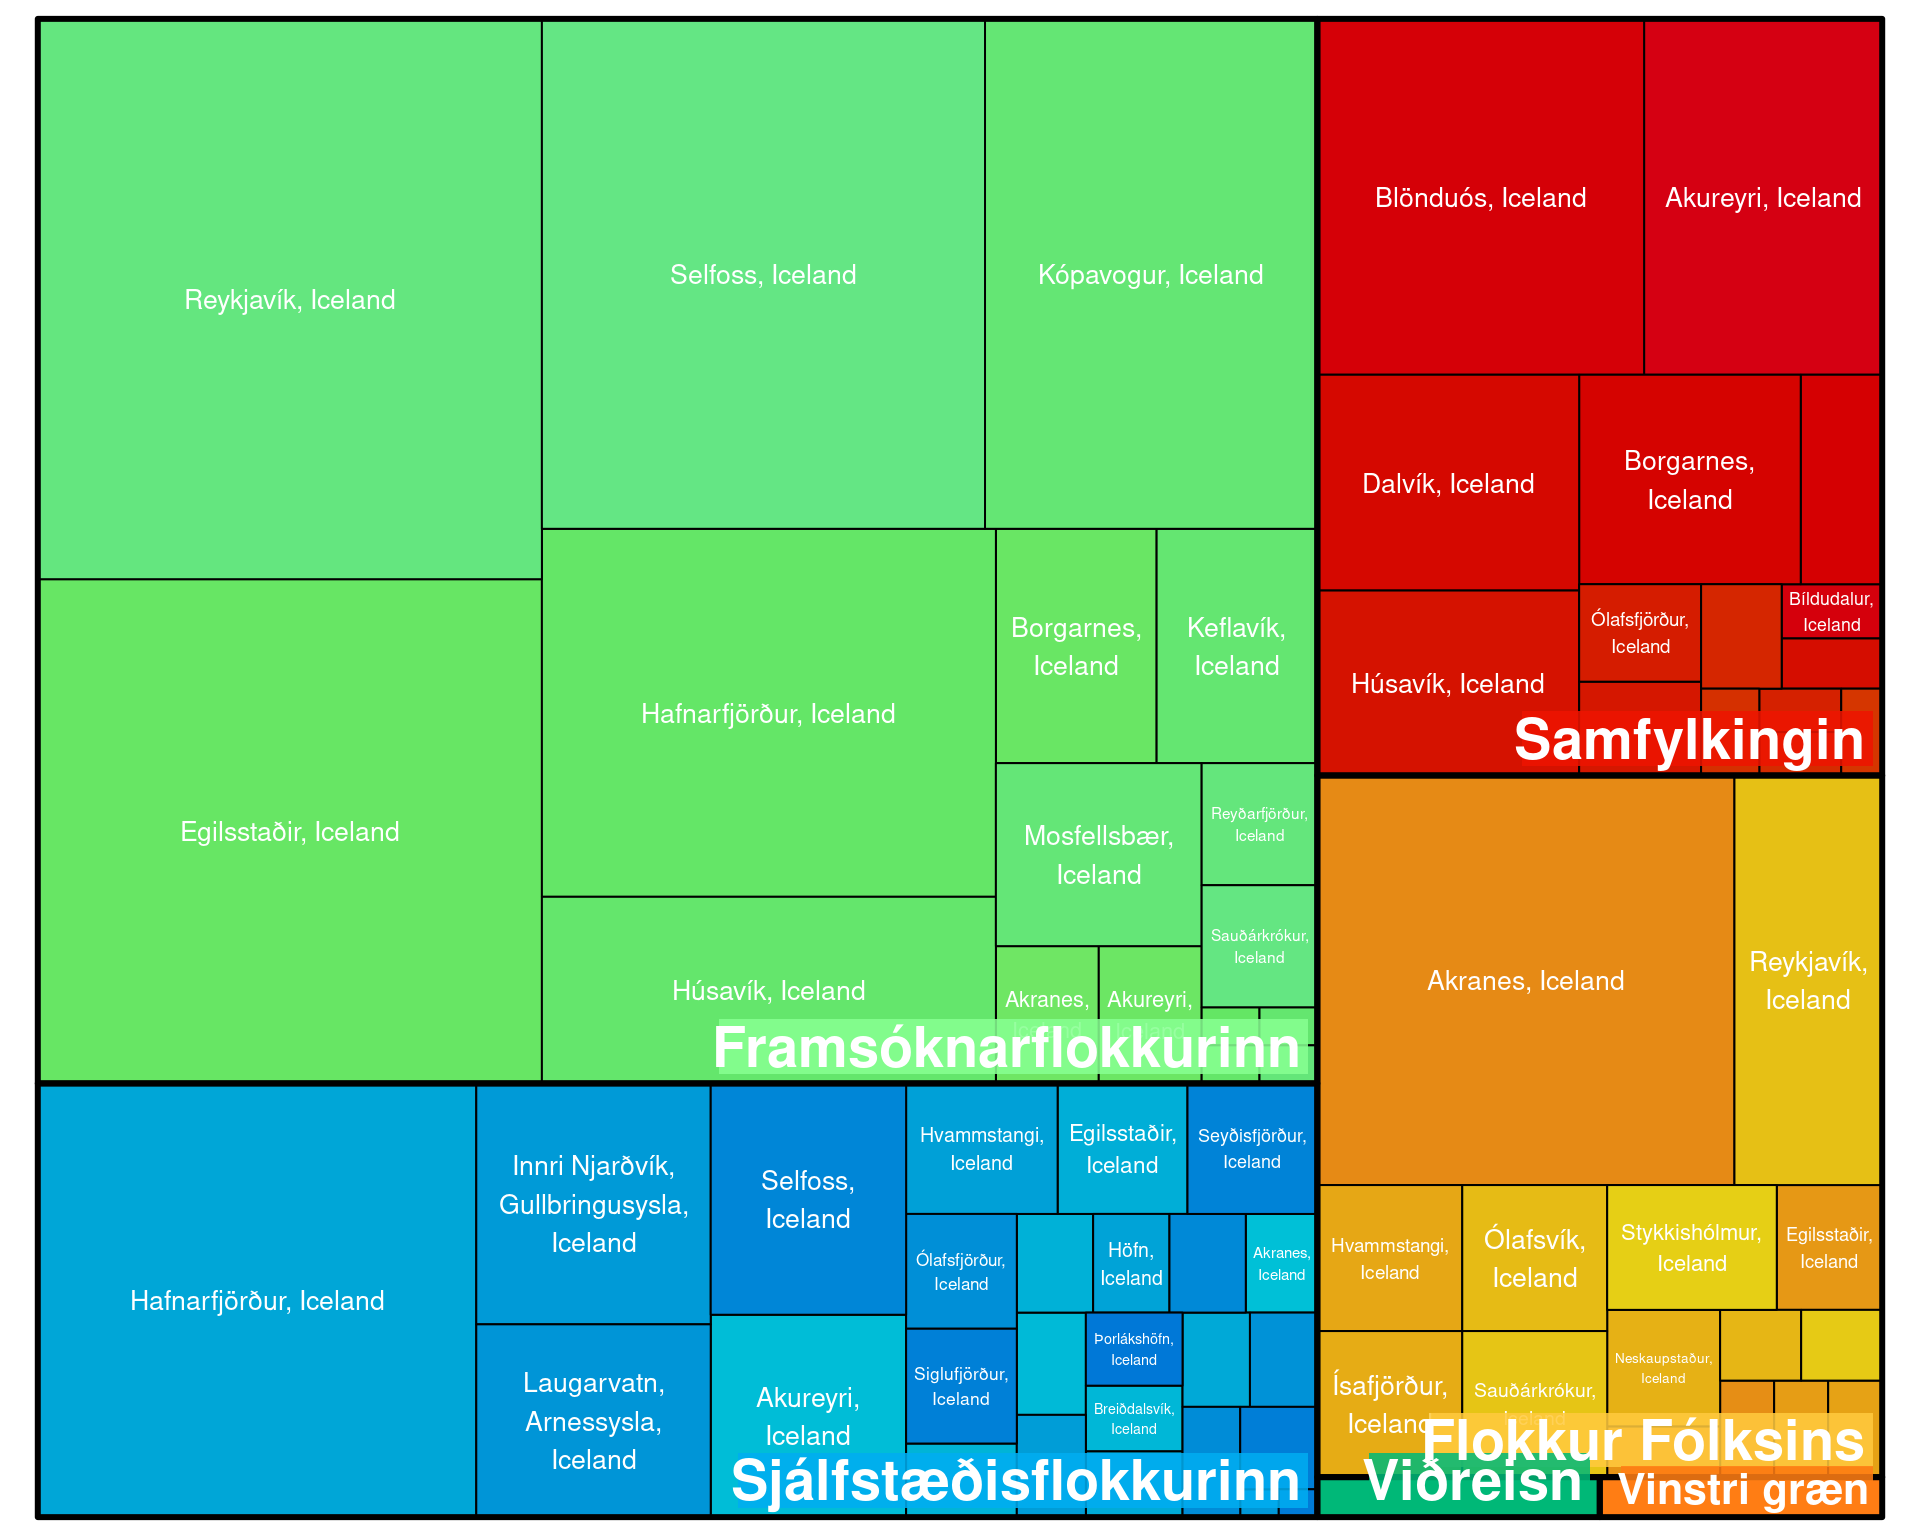 Reykjavík, Iceland
Selfoss, Iceland
Kópavogur, Iceland
Egilsstaðir, Iceland
Hafnarfjörður, Iceland
Borgarnes,
Iceland
Keflavík,
Iceland
Mosfellsbær,
Iceland
Reyðarfjörður,
Iceland
Sauðárkrókur,
Iceland
Húsavík, Iceland
Akranes,
Iceland
Akureyri,
Iceland
Framsóknarflokkurinn
Blönduós, Iceland
Akureyri, Iceland
Dalvík, Iceland
Borgarnes,
Iceland
Húsavík, Iceland
Ólafsfjörður,
Iceland
Bíldudalur,
Iceland
Samfylkingin
Hafnarfjörður, Iceland
Innri Njarðvík,
Gullbringusysla,
Iceland
Laugarvatn,
Arnessysla,
Iceland
Selfoss,
Iceland
Akureyri,
Iceland
Hvammstangi,
Iceland
Egilsstaðir,
Iceland
Seyðisfjörður,
Iceland
Ólafsfjörður,
Iceland
Höfn,
Iceland
Akranes,
Iceland
Siglufjörður,
Iceland
Þorlákshöfn,
Iceland
Breiðdalsvík,
Iceland
Sjálfstæðisflokkurinn
Akranes, Iceland
Reykjavík,
Iceland
Hvammstangi,
Iceland
Ólafsvík,
Iceland
Stykkishólmur,
Iceland
Egilsstaðir,
Iceland
Ísafjörður,
Iceland
Sauðárkrókur,
Iceland
Neskaupstaður,
Iceland
Flokkur Fólksins
Viðreisn
Vinstri græn